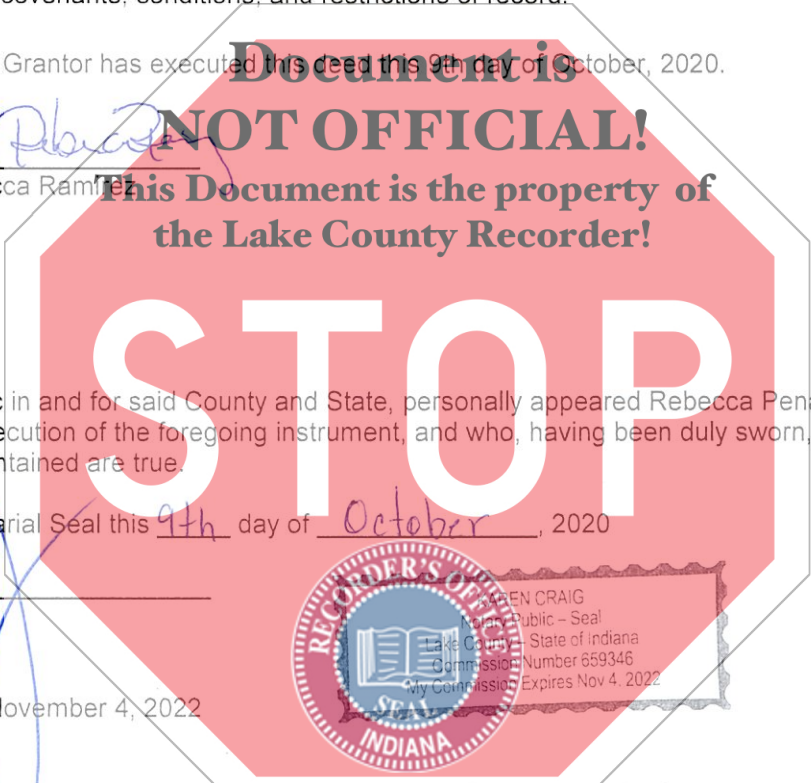 covenants, conditions, and restrictions of record.
Grantor has executed this deed this 9th day of October, 2020.
Document is
NOT OFFICIAL!
This Document is the property of
the Lake County Recorder!
cca Ramirez
STOP
c in and for said County and State, personally appeared Rebecca Pena
ecution of the foregoing instrument, and who, having been duly sworn,
ntained are true.
arial Seal this 9th day of October, 2020
RECORDER'S OFFICE
SEAL
INDIANA
KAREN CRAIG
Notary Public – Seal
Lake County – State of Indiana
Commission Number 659346
My Commission Expires Nov 4, 2022
November 4, 2022